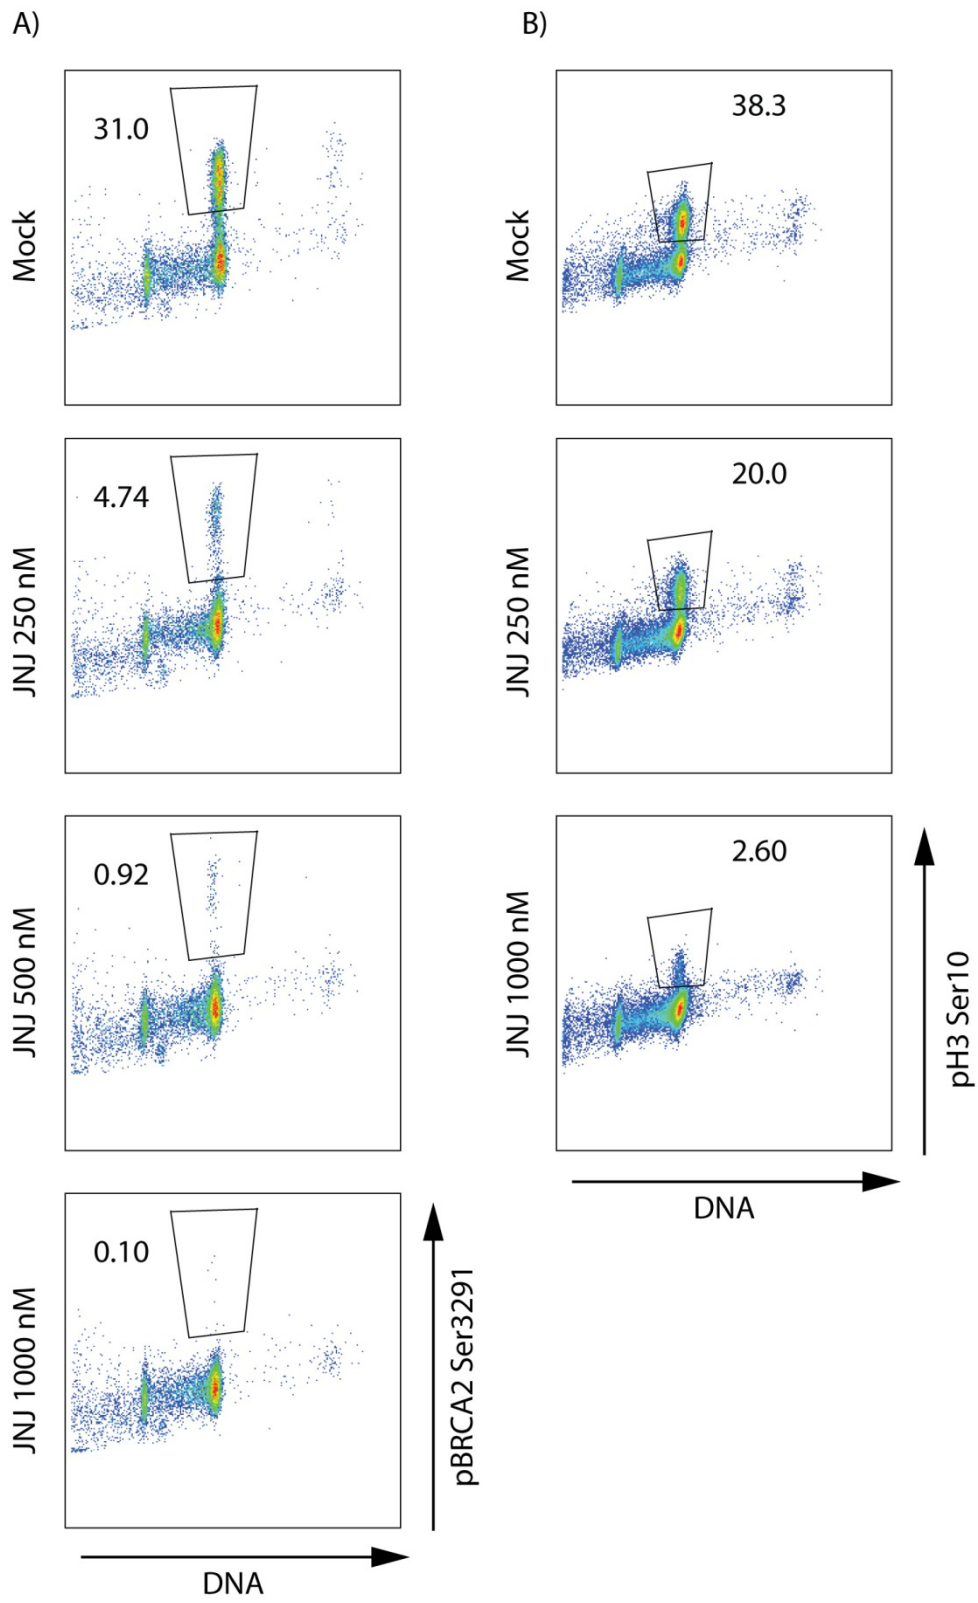 A)
B)
Mock
31.0
Mock
38.3
JNJ 250 nM
4.74
JNJ 250 nM
20.0
JNJ 500 nM
0.92
JNJ 1000 nM
2.60
pH3 Ser10
DNA
JNJ 1000 nM
0.10
pBRCA2 Ser3291
DNA